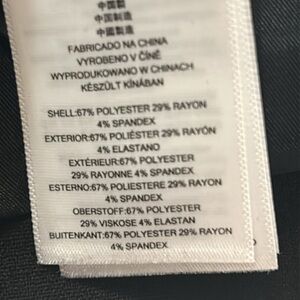 中国製
中国制造
中國製造
FABRICADO NA CHINA
VYROBENO V ČÍNĚ
WYPRODUKOWANO W CHINACH
KÉSZÜLT KÍNÁBAN
SHELL:67% POLYESTER 29% RAYON
4% SPANDEX
EXTERIOR:67% POLIÉSTER 29% RAYÓN
4% ELASTANO
EXTÉRIEUR:67% POLYESTER
29% RAYONNE 4% SPANDEX
ESTERNO:67% POLIESTERE 29% RAYON
4% SPANDEX
OBERSTOFF:67% POLYESTER
29% VISKOSE 4% ELASTAN
BUITENKANT:67% POLYESTER 29% RAYON
4% SPANDEX